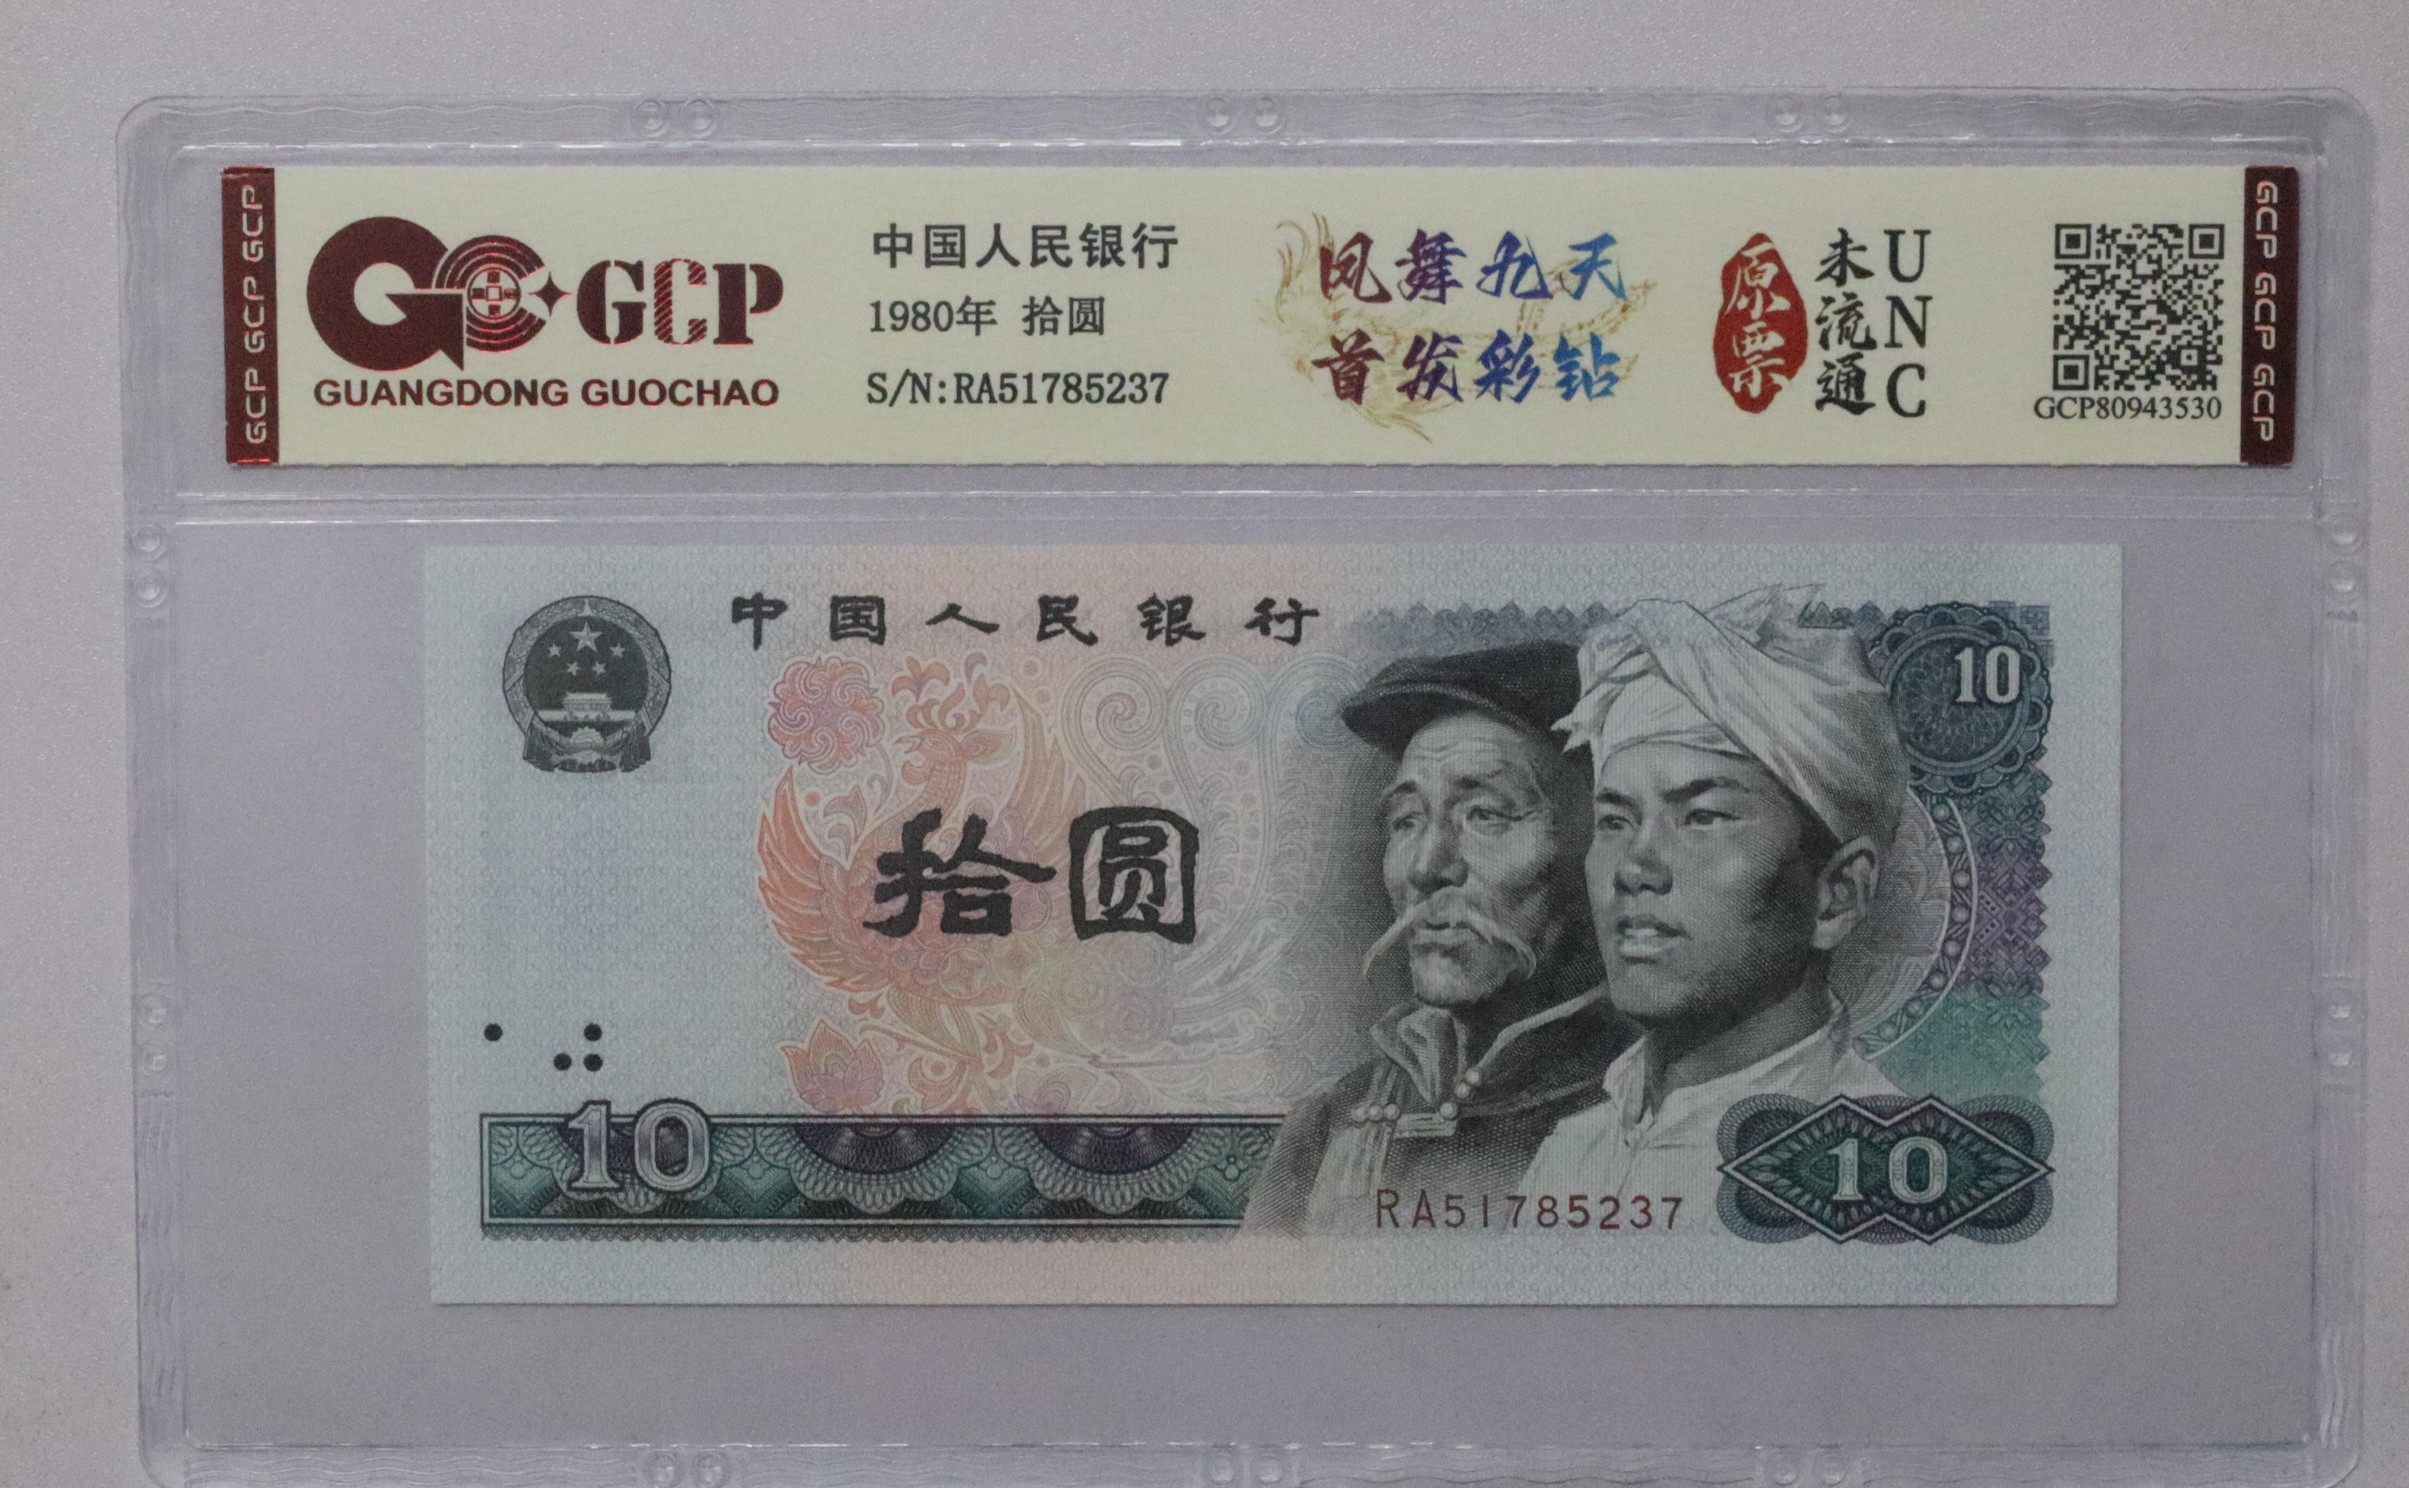 GCP GCP GCP
GCP
GUANGDONG GUOCHAO
中国人民银行
1980年 拾圆
S/N:RA51785237
凤舞九天
首发彩钻
原票
未流通
UNC
GCP80943530
GCP GCP GCP
中国人民银行
10
拾圆
10
RA51785237
10